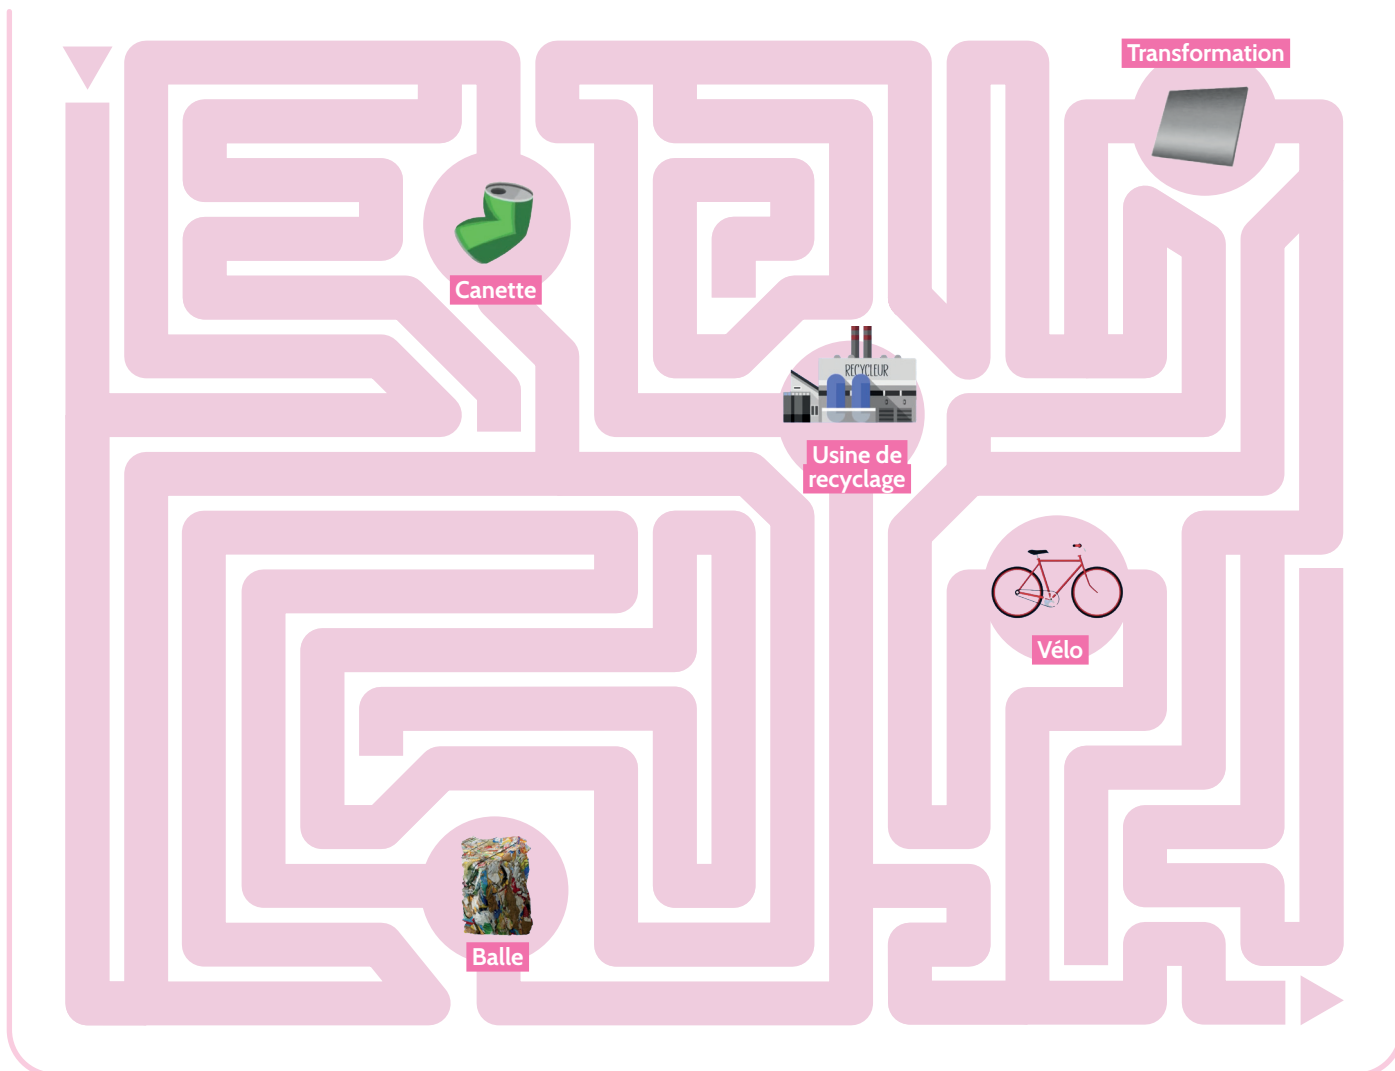 Transformation
Canette
RECYCLEUR
Usine de
recyclage
Vélo
Balle